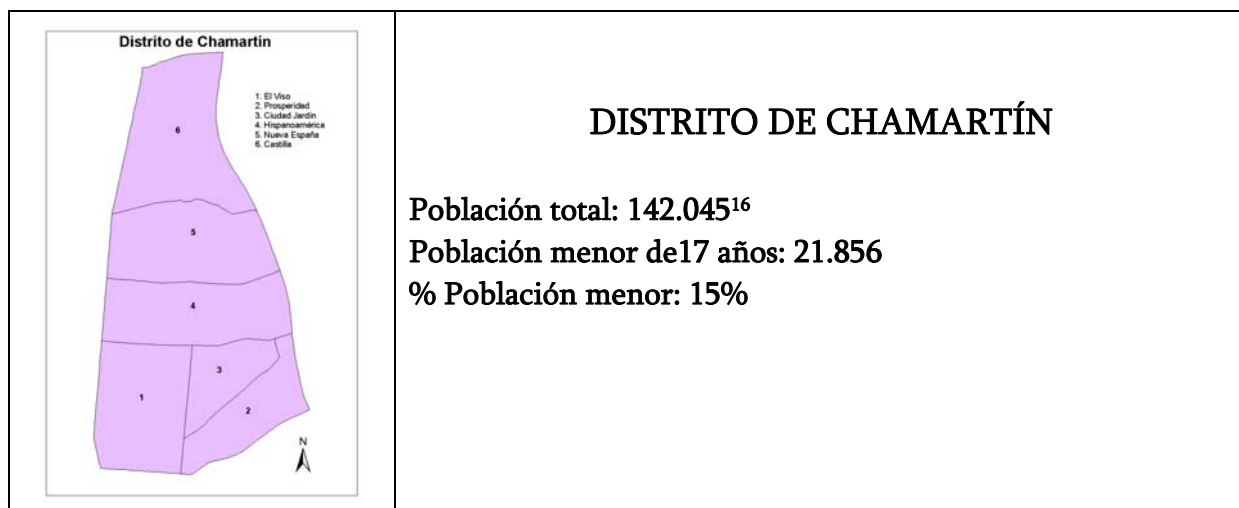 Distrito de Chamartín
1. El Viso
2. Prosperidad
3. Ciudad Jardín
4. Hispanoamérica
5. Nueva España
6. Castilla
6
5
4
3
1
2
N
DISTRITO DE CHAMARTÍN
Población total: 142.045¹⁶
Población menor de17 años: 21.856
% Población menor: 15%